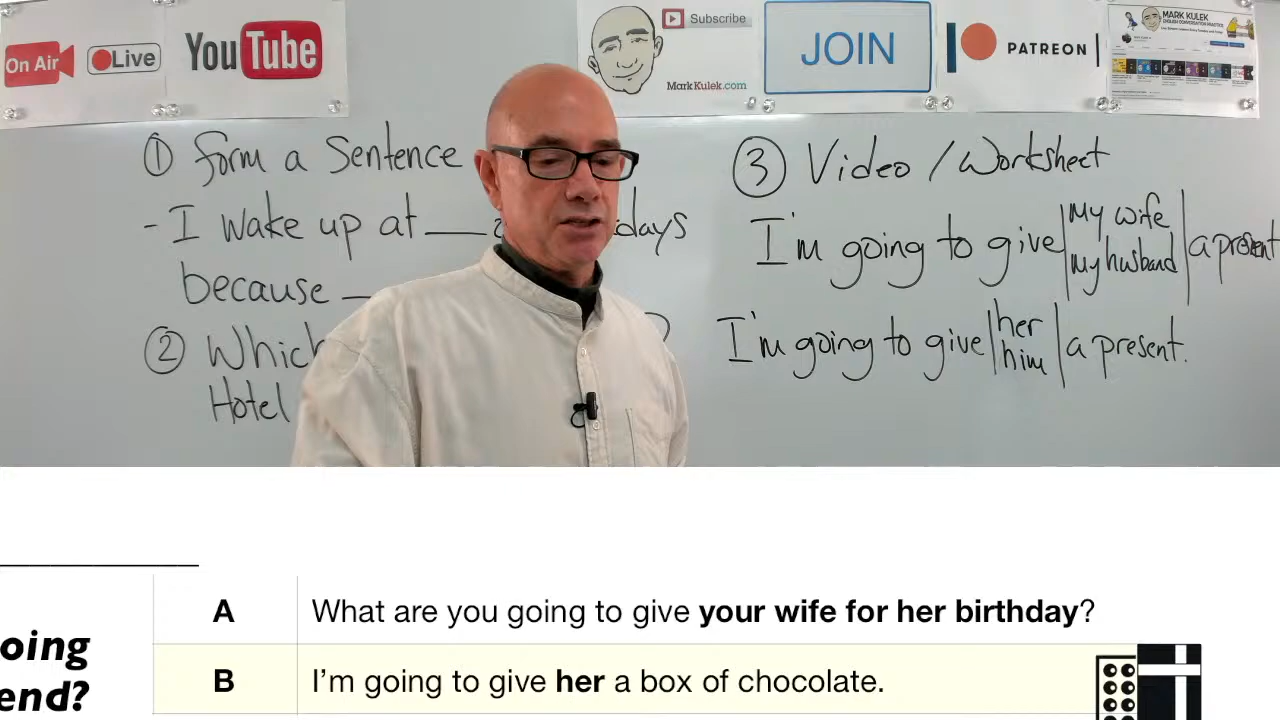 On Air
Live
YouTube
Subscribe
MarkKulek.com
JOIN
PATREON
MARK KULEK
① Form a Sentence
- I wake up at ___ days
because
② Which ?
Hotel
③ Video / Worksheet
I'm going to give my wife my husband a present
I'm going to give her him a present.
oing
end?
A What are you going to give your wife for her birthday?
B I'm going to give her a box of chocolate.